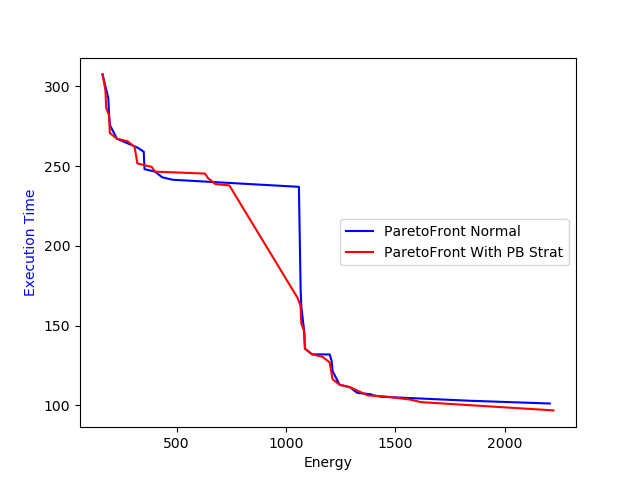 300
250
200
150
100
Execution Time
ParetoFront Normal
ParetoFront With PB Strat
500 1000 1500 2000
Energy